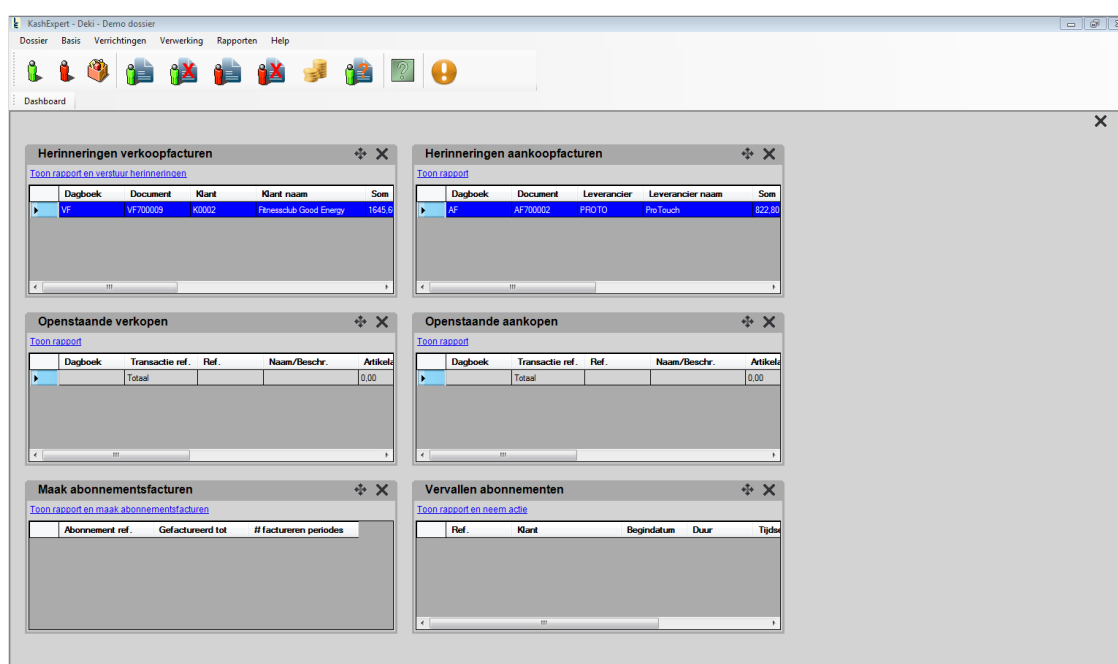 KashExpert - Deki - Demo dossier
Dossier Basis Verrichtingen Verwerking Rapporten Help
Dashboard
Herinneringen verkoopfacturen
Toon rapport en verstuur herinneringen
Dagboek Document Klant Klant naam Som
VF VF700009 K0002 Fitnessclub Good Energy 1645,6
Herinneringen aankoopfacturen
Toon rapport
Dagboek Document Leverancier Leverancier naam Som
AF AF700002 PROTO ProTouch 822,80
Openstaande verkopen
Toon rapport
Dagboek Transactie ref. Ref. Naam/Beschr. Artikela
Totaal 0,00
Openstaande aankopen
Toon rapport
Dagboek Transactie ref. Ref. Naam/Beschr. Artikela
Totaal 0,00
Maak abonnementsfacturen
Toon rapport en maak abonnementsfacturen
Abonnement ref. Gefactureerd tot # factureren periodes
Vervallen abonnementen
Toon rapport en neem actie
Ref. Klant Begindatum Duur Tijdse